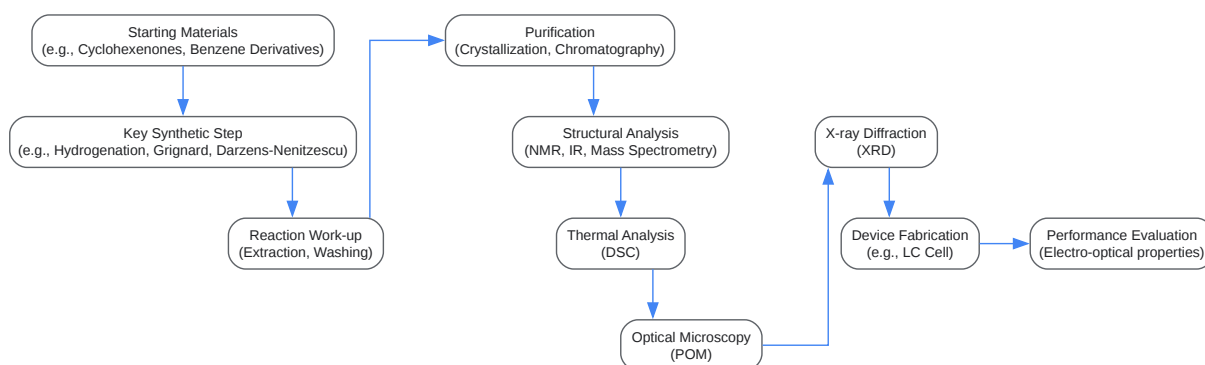 Starting Materials
(e.g., Cyclohexenones, Benzene Derivatives)
Key Synthetic Step
(e.g., Hydrogenation, Grignard, Darzens-Nenitzescu)
Reaction Work-up
(Extraction, Washing)
Purification
(Crystallization, Chromatography)
Structural Analysis
(NMR, IR, Mass Spectrometry)
Thermal Analysis
(DSC)
Optical Microscopy
(POM)
X-ray Diffraction
(XRD)
Device Fabrication
(e.g., LC Cell)
Performance Evaluation
(Electro-optical properties)